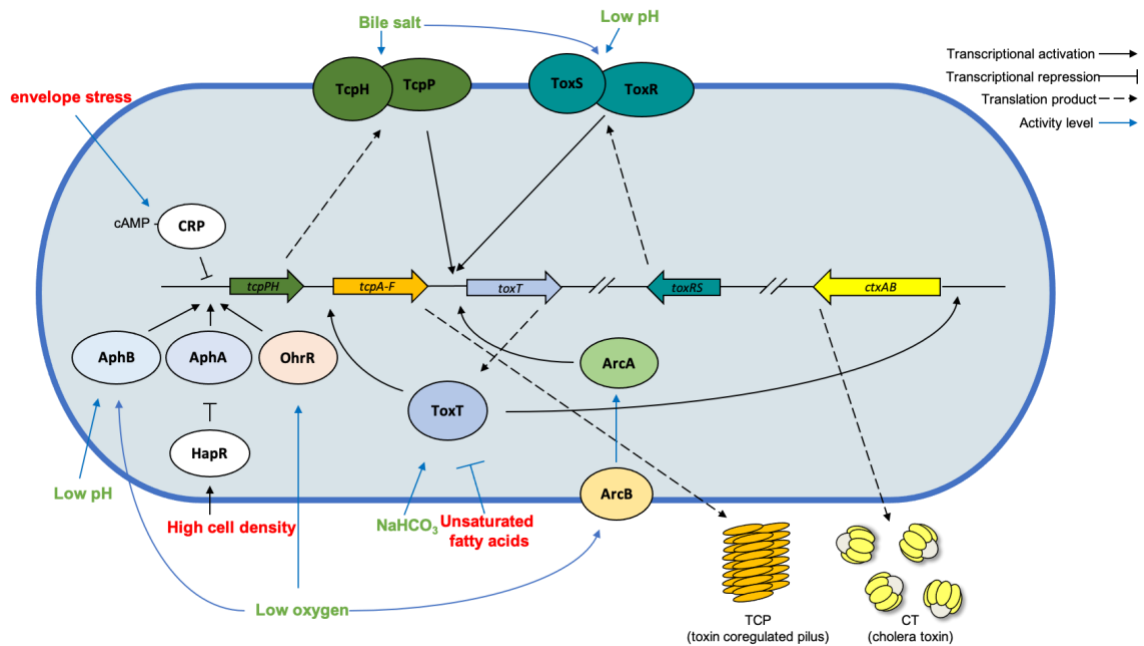 Bile salt
Low pH
TcpH
TcpP
ToxS
ToxR
Transcriptional activation
Transcriptional repression
Translation product
Activity level
envelope stress
cAMP
CRP
tcpPH
tcpA-F
toxT
toxRS
ctxAB
AphB
AphA
OhrR
ArcA
ToxT
HapR
ArcB
Low pH
High cell density
NaHCO₃
Unsaturated
fatty acids
Low oxygen
TCP
(toxin coregulated pilus)
CT
(cholera toxin)